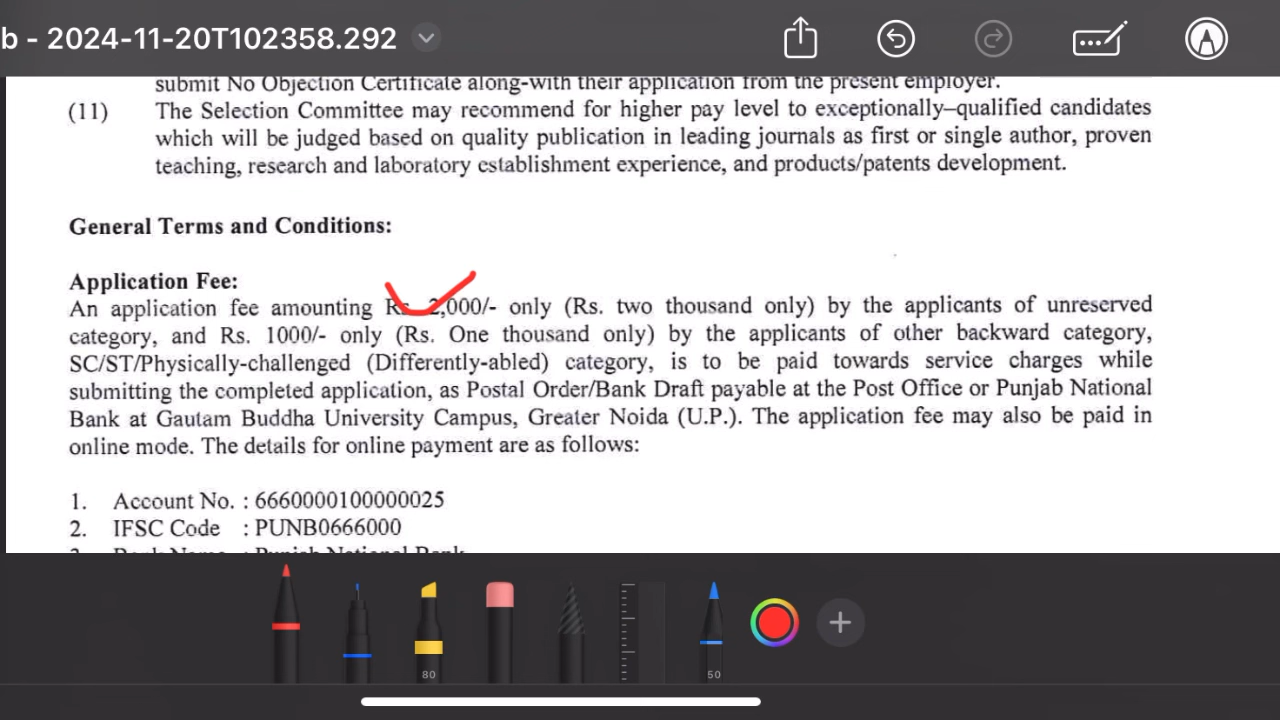 b - 2024-11-20T102358.292
submit No Objection Certificate along-with their application from the present employer.
(11) The Selection Committee may recommend for higher pay level to exceptionally–qualified candidates
which will be judged based on quality publication in leading journals as first or single author, proven
teaching, research and laboratory establishment experience, and products/patents development.
General Terms and Conditions:
Application Fee:
An application fee amounting Rs. 2,000/- only (Rs. two thousand only) by the applicants of unreserved
category, and Rs. 1000/- only (Rs. One thousand only) by the applicants of other backward category,
SC/ST/Physically-challenged (Differently-abled) category, is to be paid towards service charges while
submitting the completed application, as Postal Order/Bank Draft payable at the Post Office or Punjab National
Bank at Gautam Buddha University Campus, Greater Noida (U.P.). The application fee may also be paid in
online mode. The details for online payment are as follows:
1. Account No. : 6660000100000025
2. IFSC Code : PUNB0666000
3. Bank Name : Punjab National Bank
80
50